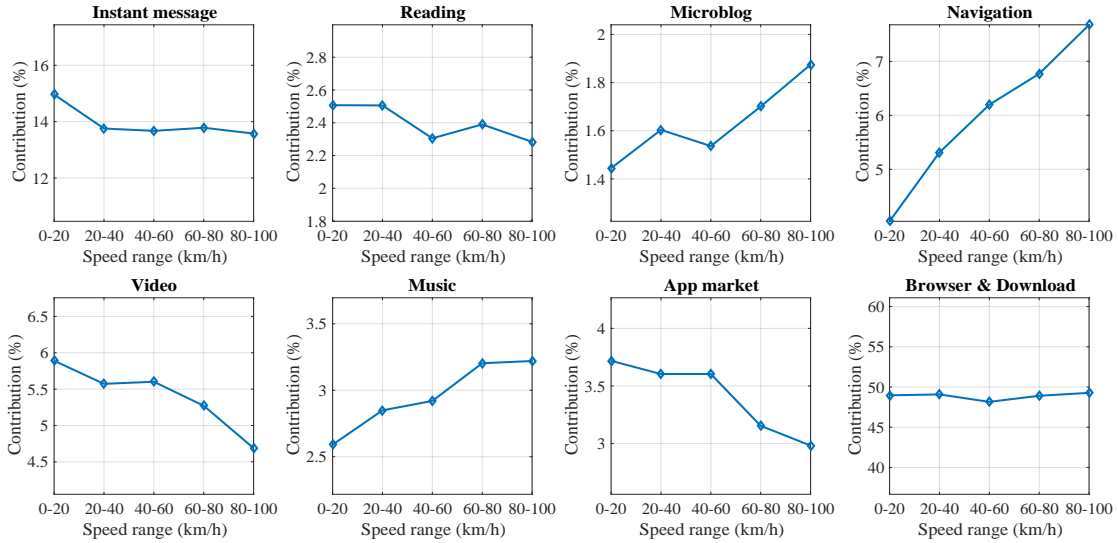 Instant message
Contribution (%)
16
14
12
0-20 20-40 40-60 60-80 80-100
Speed range (km/h)
Reading
Contribution (%)
2.8
2.6
2.4
2.2
2
1.8
0-20 20-40 40-60 60-80 80-100
Speed range (km/h)
Microblog
Contribution (%)
2
1.8
1.6
1.4
0-20 20-40 40-60 60-80 80-100
Speed range (km/h)
Navigation
Contribution (%)
7
6
5
0-20 20-40 40-60 60-80 80-100
Speed range (km/h)
Video
Contribution (%)
6.5
6
5.5
5
4.5
0-20 20-40 40-60 60-80 80-100
Speed range (km/h)
Music
Contribution (%)
3.5
3
2.5
0-20 20-40 40-60 60-80 80-100
Speed range (km/h)
App market
Contribution (%)
4
3.5
3
0-20 20-40 40-60 60-80 80-100
Speed range (km/h)
Browser & Download
Contribution (%)
60
55
50
45
40
0-20 20-40 40-60 60-80 80-100
Speed range (km/h)